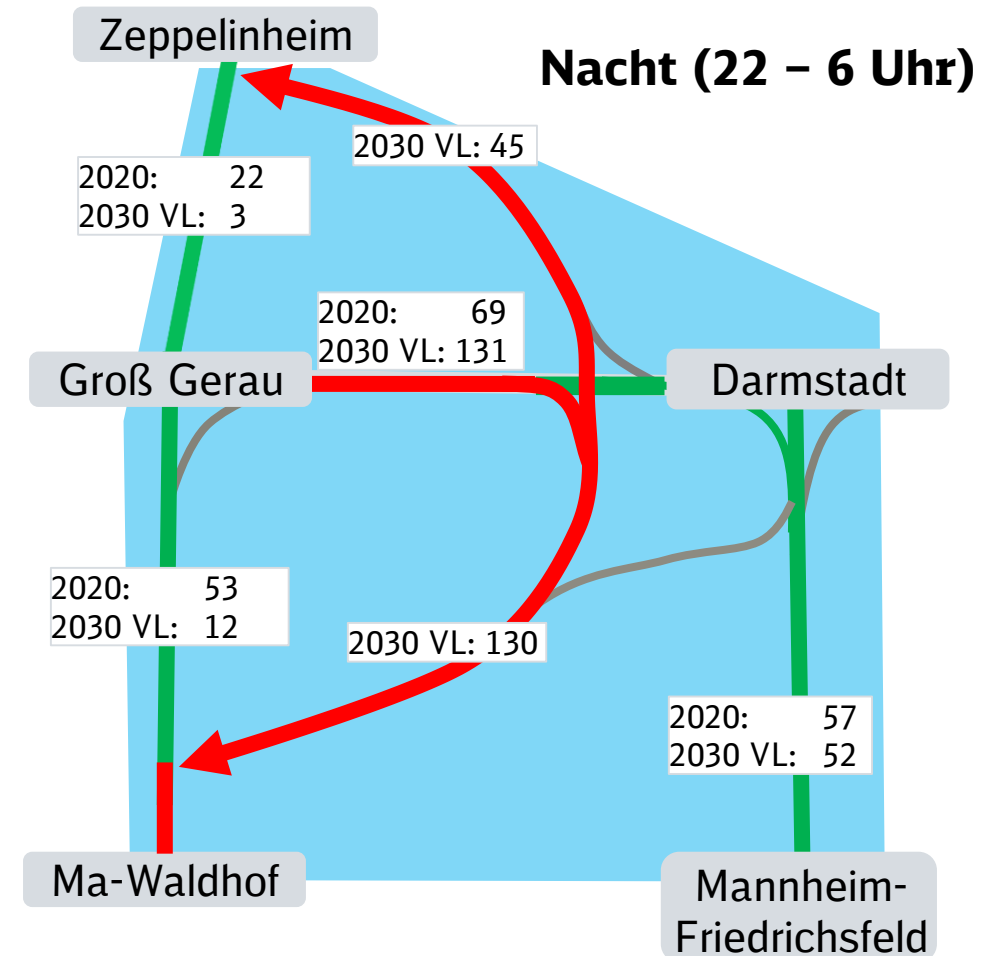 Zeppelinheim
Nacht (22 – 6 Uhr)
2030 VL: 45
2020: 22
2030 VL: 3
2020: 69
2030 VL: 131
Groß Gerau
Darmstadt
2020: 53
2030 VL: 12
2030 VL: 130
2020: 57
2030 VL: 52
Ma-Waldhof
Mannheim-
Friedrichsfeld